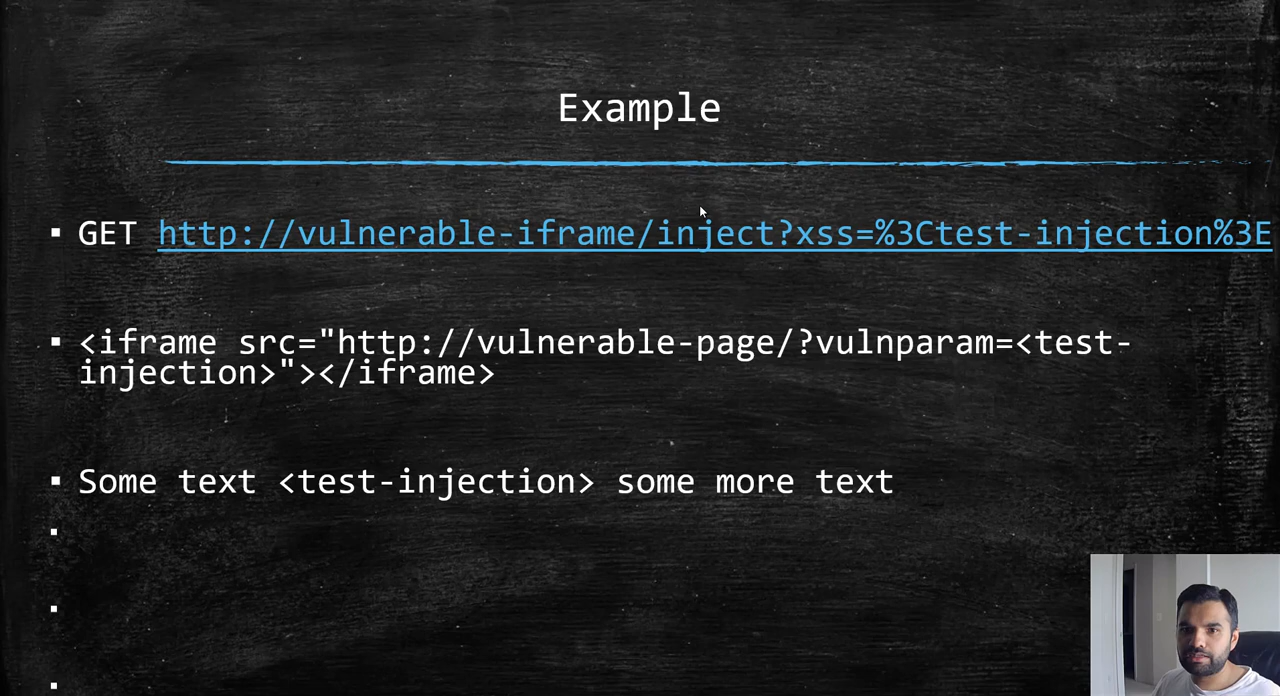 Example
GET http://vulnerable-iframe/inject?xss=%3Ctest-injection%3E
<iframe src="http://vulnerable-page/?vulnparam=<test-
injection>"></iframe>
Some text <test-injection> some more text